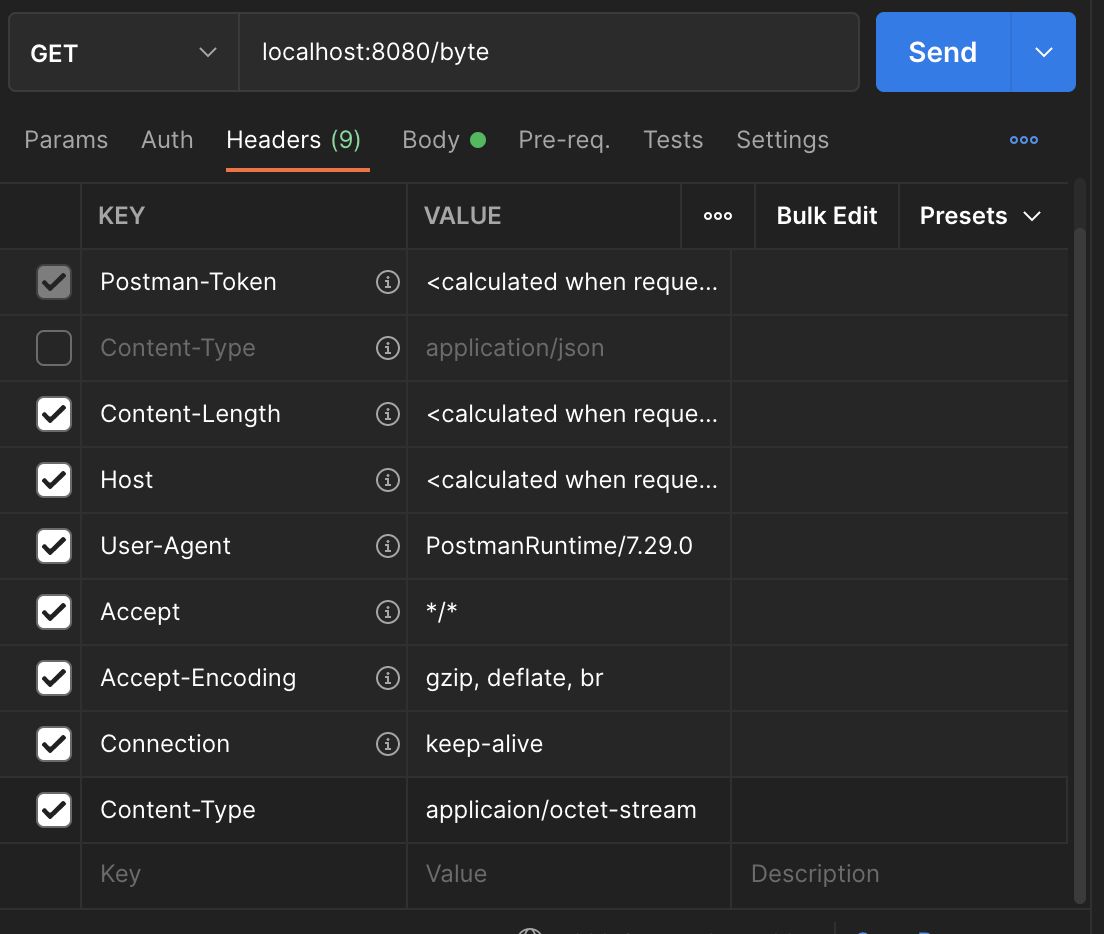 GET localhost:8080/byte Send
Params Auth Headers (9) Body Pre-req. Tests Settings
KEY VALUE Bulk Edit Presets
Postman-Token <calculated when reque...
Content-Type application/json
Content-Length <calculated when reque...
Host <calculated when reque...
User-Agent PostmanRuntime/7.29.0
Accept */*
Accept-Encoding gzip, deflate, br
Connection keep-alive
Content-Type applicaion/octet-stream
Key Value Description